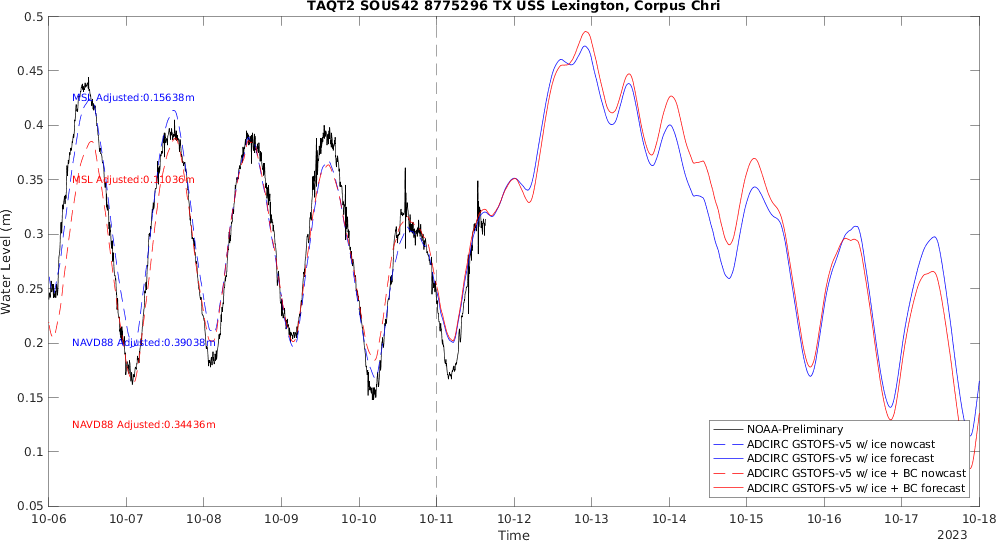 TAQT2 SOUS42 8775296 TX USS Lexington, Corpus Chri
0.5
0.45
0.4
0.35
0.3
0.25
0.2
0.15
0.1
0.05
Water Level (m)
MSL Adjusted:0.15638m
MSL Adjusted:0.11036m
NAVD88 Adjusted:0.39038m
NAVD88 Adjusted:0.34436m
NOAA-Preliminary
ADCIRC GSTOFS-v5 w/ ice nowcast
ADCIRC GSTOFS-v5 w/ ice forecast
ADCIRC GSTOFS-v5 w/ ice + BC nowcast
ADCIRC GSTOFS-v5 w/ ice + BC forecast
10-06 10-07 10-08 10-09 10-10 10-11 10-12 10-13 10-14 10-15 10-16 10-17 10-18
Time
2023